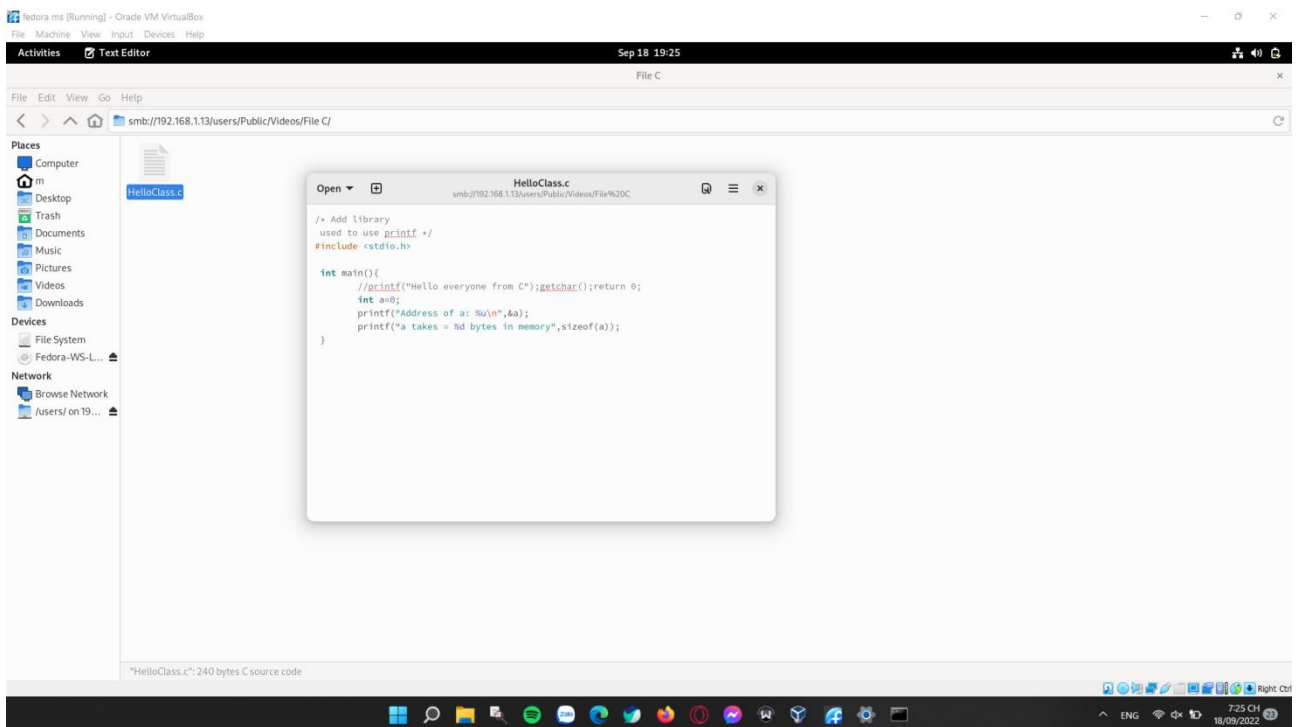 fedora ms [Running] - Oracle VM VirtualBox
File Machine View Input Devices Help
Activities Text Editor Sep 18 19:25
File C
File Edit View Go Help
smb://192.168.1.13/users/Public/Videos/File C/
Places
Computer
m
Desktop
Trash
Documents
Music
Pictures
Videos
Downloads
Devices
File System
Fedora-WS-L...
Network
Browse Network
/users/ on 19...
HelloClass.c
Open
HelloClass.c
smb://192.168.1.13/users/Public/Videos/File%20C
/* Add library
used to use printf */
#include <stdio.h>
int main(){
//printf("Hello everyone from C");getchar();return 0;
int a=0;
printf("Address of a: %u\n",&a);
printf("a takes = %d bytes in memory",sizeof(a));
}
"HelloClass.c": 240 bytes C source code
Right Ctrl
Zalo
ENG
7:25 CH
18/09/2022
23